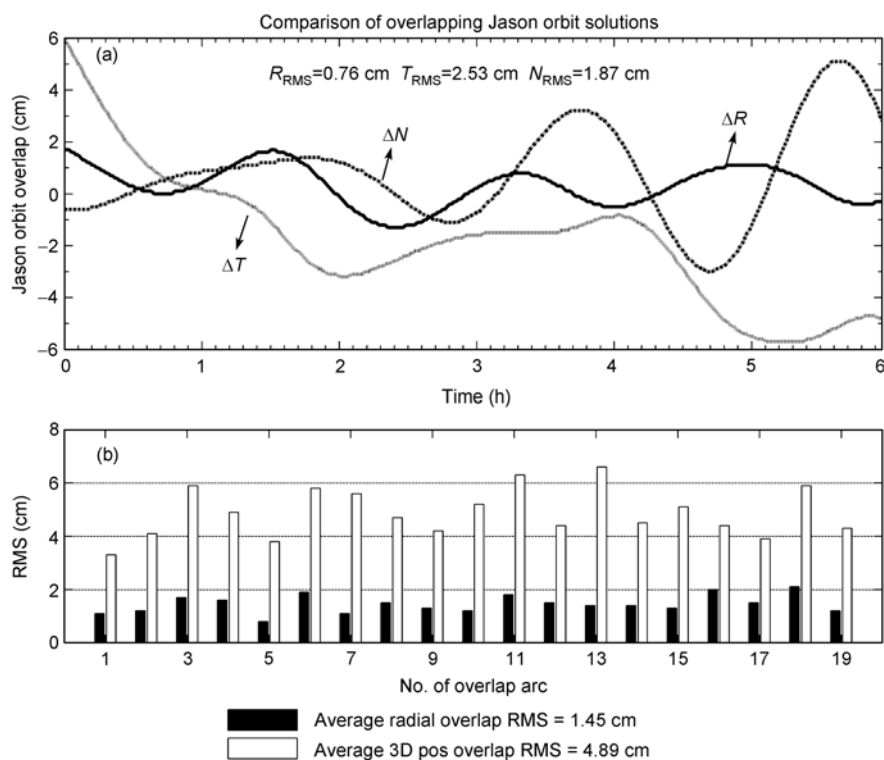 Comparison of overlapping Jason orbit solutions
(a)
R_RMS=0.76 cm T_RMS=2.53 cm N_RMS=1.87 cm
ΔN
ΔR
ΔT
Jason orbit overlap (cm)
6
4
2
0
−2
−4
−6
0 1 2 3 4 5 6
Time (h)
(b)
RMS (cm)
8
6
4
2
0
1 3 5 7 9 11 13 15 17 19
No. of overlap arc
Average radial overlap RMS = 1.45 cm
Average 3D pos overlap RMS = 4.89 cm